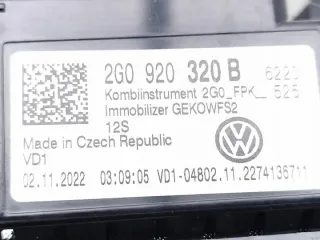 2G0 920 320 B 6220
Kombiinstrument 2G0_FPK__ 525
Immobilizer GEKOWFS2
12S
Made in Czech Republic
VD1
02.11.2022 03:09:05 VD1-04802.11.2274136711